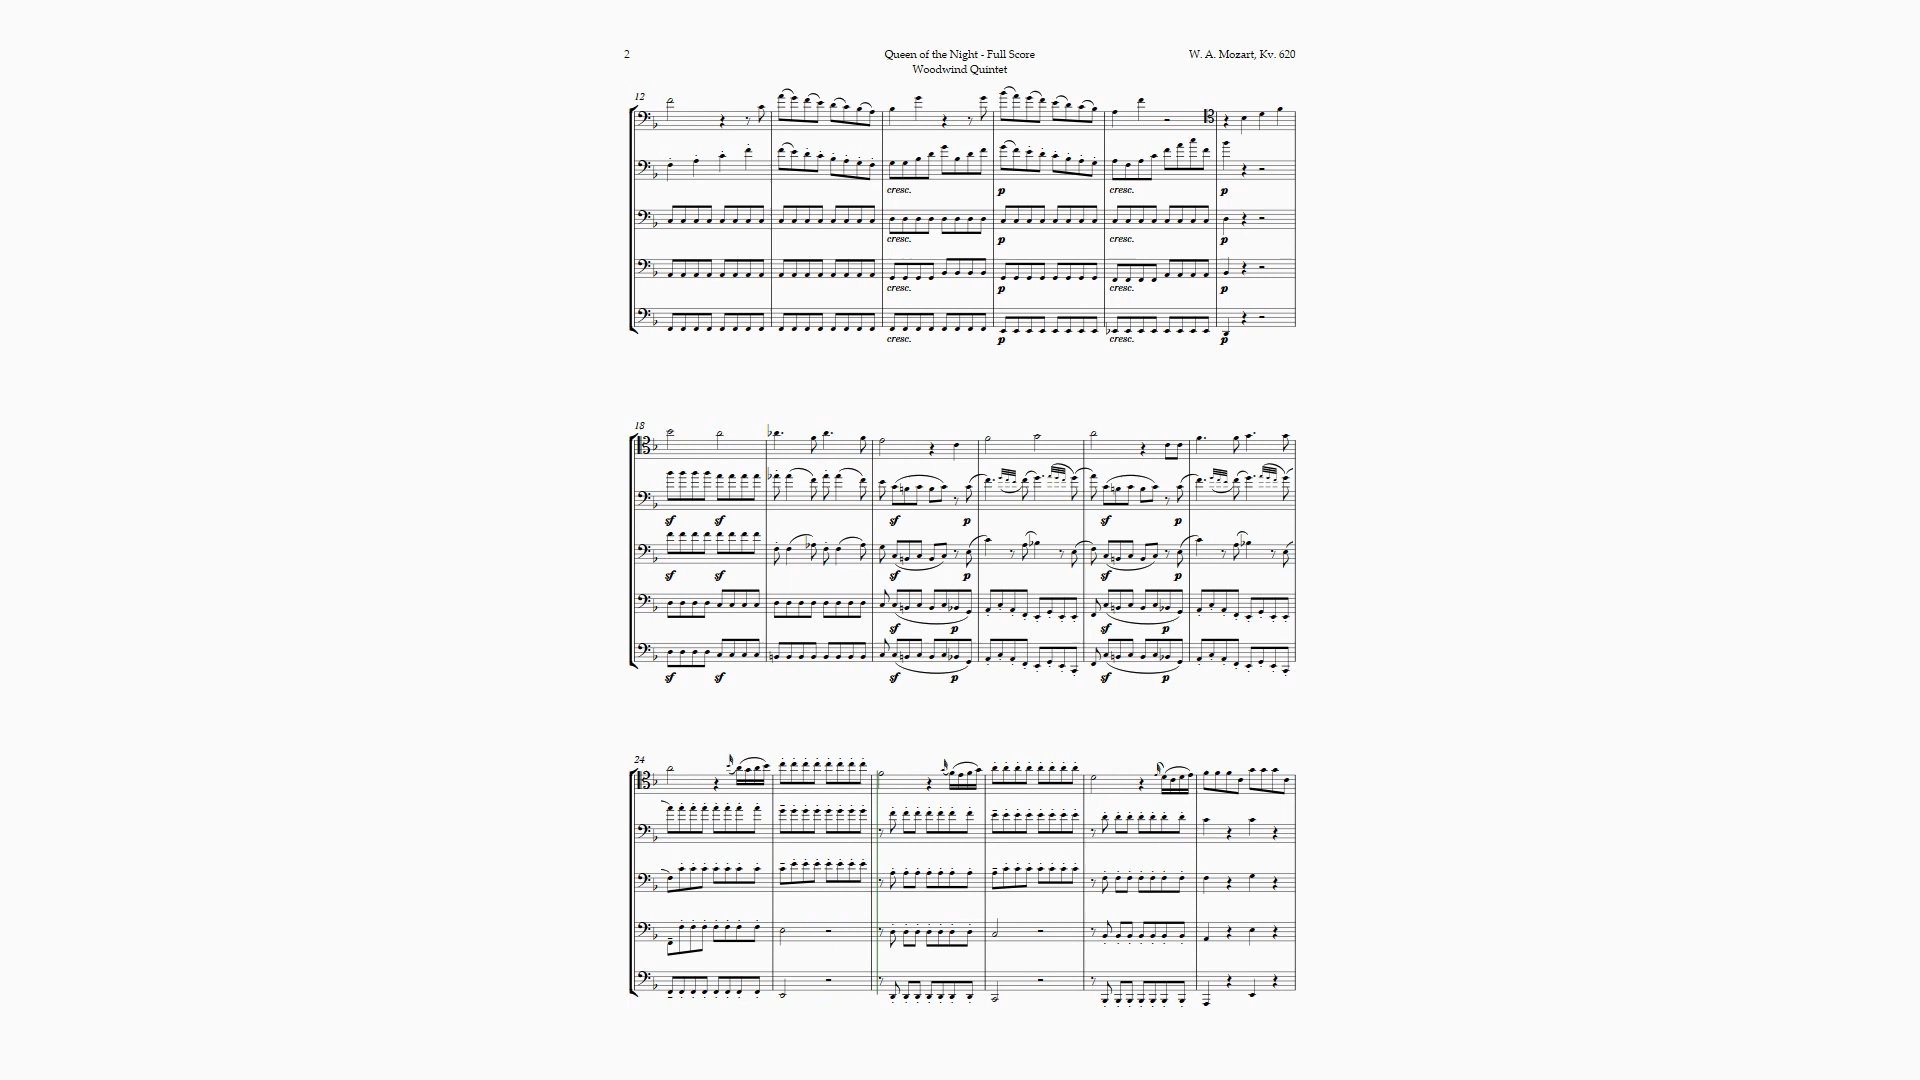 2
Queen of the Night - Full Score
W. A. Mozart, Kv. 620
Woodwind Quintet
12
cresc. p cresc. p
cresc. p cresc. p
cresc. p cresc. p
cresc. p cresc. p
18
sf sf sf p sf p
sf sf sf p sf p
sf p sf p
sf sf sf p sf p
24